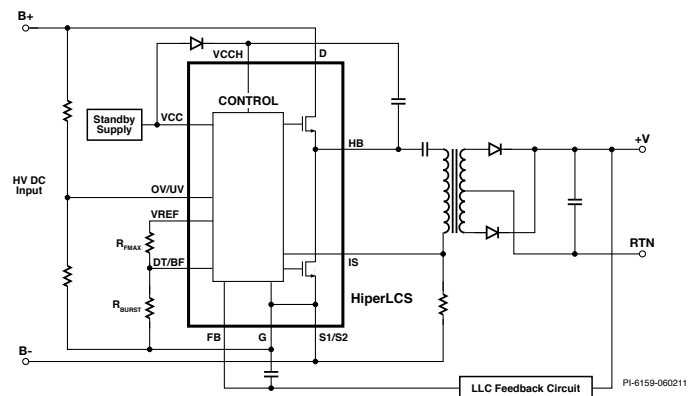 B+
VCCH
D
CONTROL
Standby
Supply
VCC
HB
+V
HV DC
Input
OV/UV
VREF
RFMAX
DT/BF
IS
RTN
HiperLCS
RBURST
FB
G
S1/S2
B-
LLC Feedback Circuit
PI-6159-060211